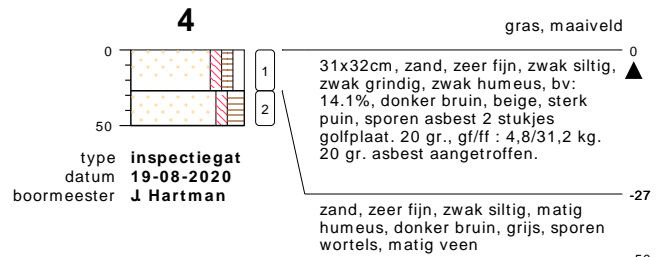 4
gras, maaiveld
0
0
1
31x32cm, zand, zeer fijn, zwak siltig,
zwak grindig, zwak humeus, bv:
14.1%, donker bruin, beige, sterk
puin, sporen asbest 2 stukjes
golfplaat. 20 gr., gf/ff : 4,8/31,2 kg.
20 gr. asbest aangetroffen.
2
50
type inspectiegat
datum 19-08-2020
boormeester J. Hartman
-27
zand, zeer fijn, zwak siltig, matig
humeus, donker bruin, grijs, sporen
wortels, matig veen
-50